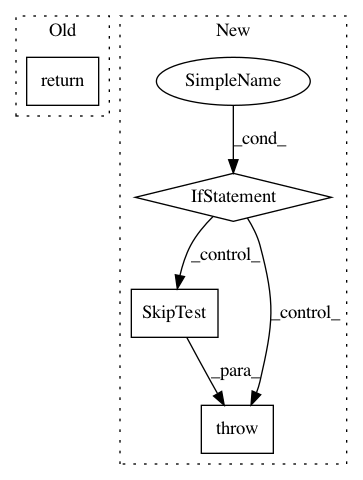 Old
New
return
SimpleName
_cond_
IfStatement
_control_
_control_
SkipTest
_para_
throw